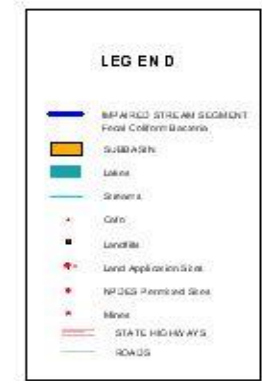 LEGEND
IMPAIRED STREAM SEGMENT
Fecal Coliform Bacteria
SUBBASIN
Lakes
Streams
Cafo
Landfills
Land Application Sites
NPDES Permitted Sites
Mines
STATE HIGHWAYS
ROADS